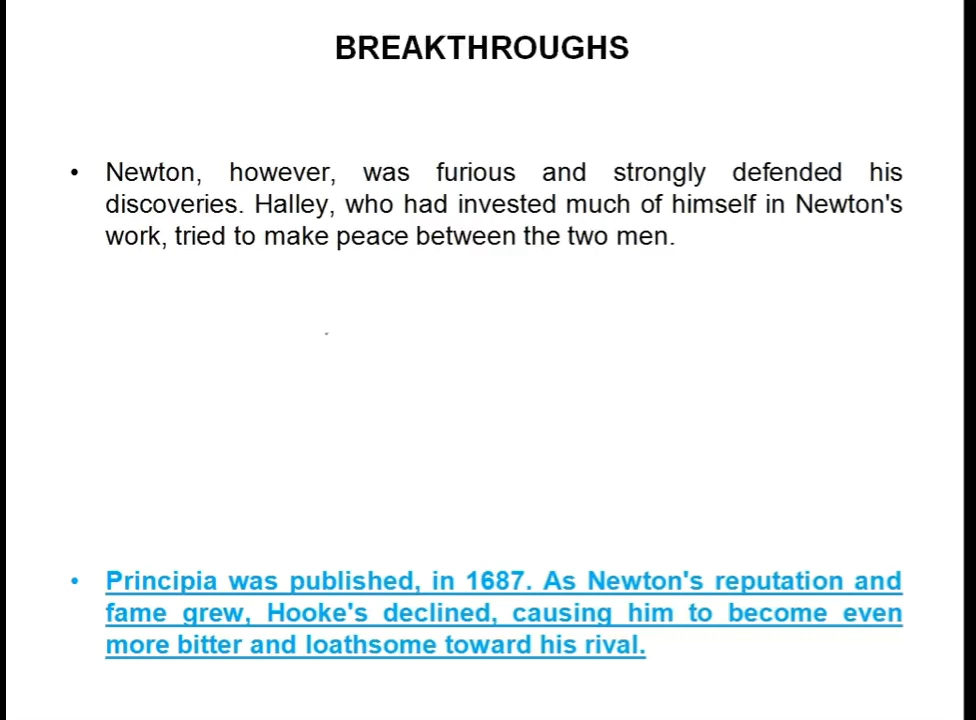 BREAKTHROUGHS
• Newton, however, was furious and strongly defended his
discoveries. Halley, who had invested much of himself in Newton's
work, tried to make peace between the two men.
• Principia was published, in 1687. As Newton's reputation and
fame grew, Hooke's declined, causing him to become even
more bitter and loathsome toward his rival.